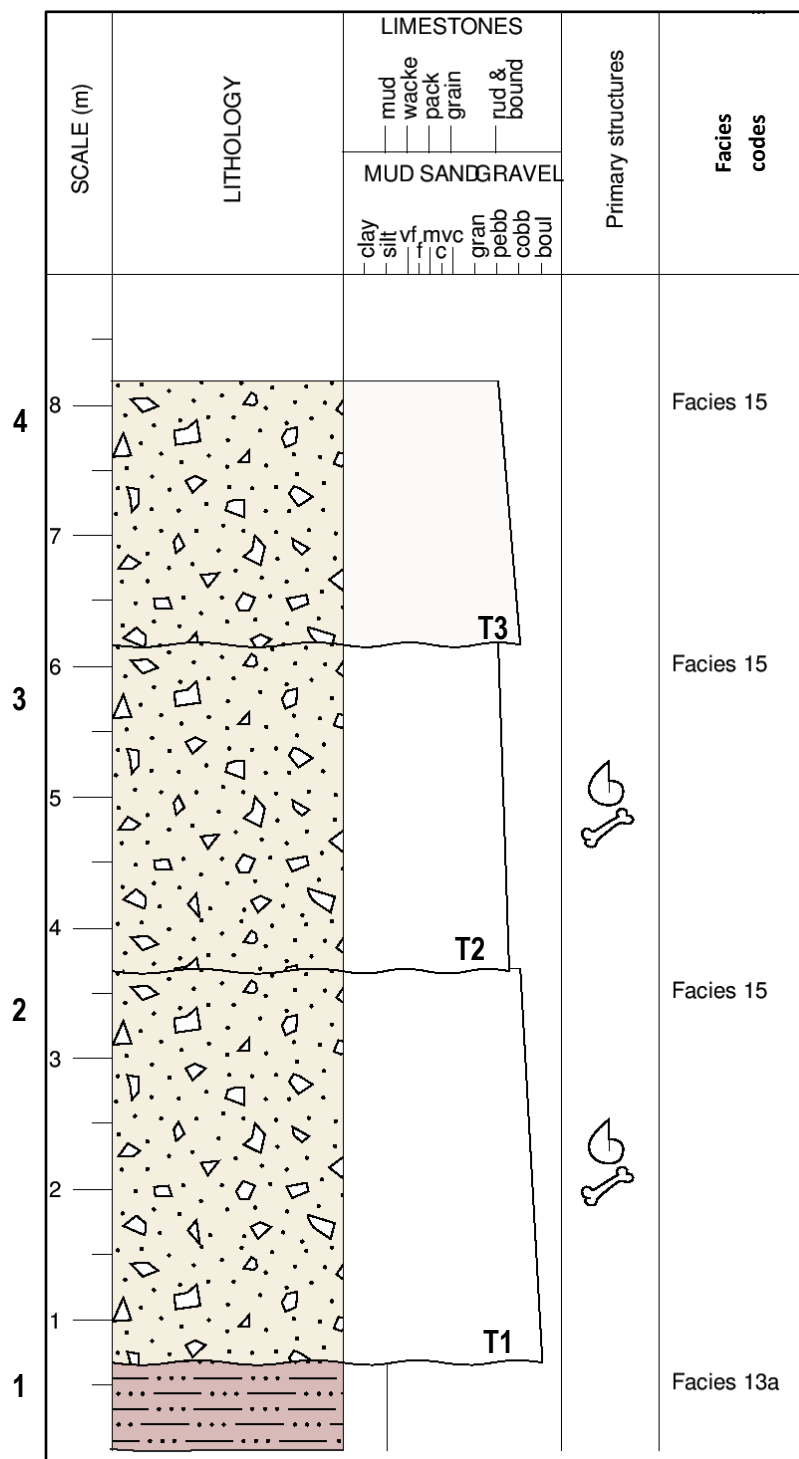 ...
LIMESTONES
mud
wacke
pack
grain
rud &
bound
SCALE (m)
LITHOLOGY
MUD SAND GRAVEL
clay
silt
vf
f
m
c
vc
gran
pebb
cobb
boul
Primary structures
Facies
codes
4
8
Facies 15
7
T3
3
6
Facies 15
5
4
T2
2
Facies 15
3
2
1
T1
1
Facies 13a